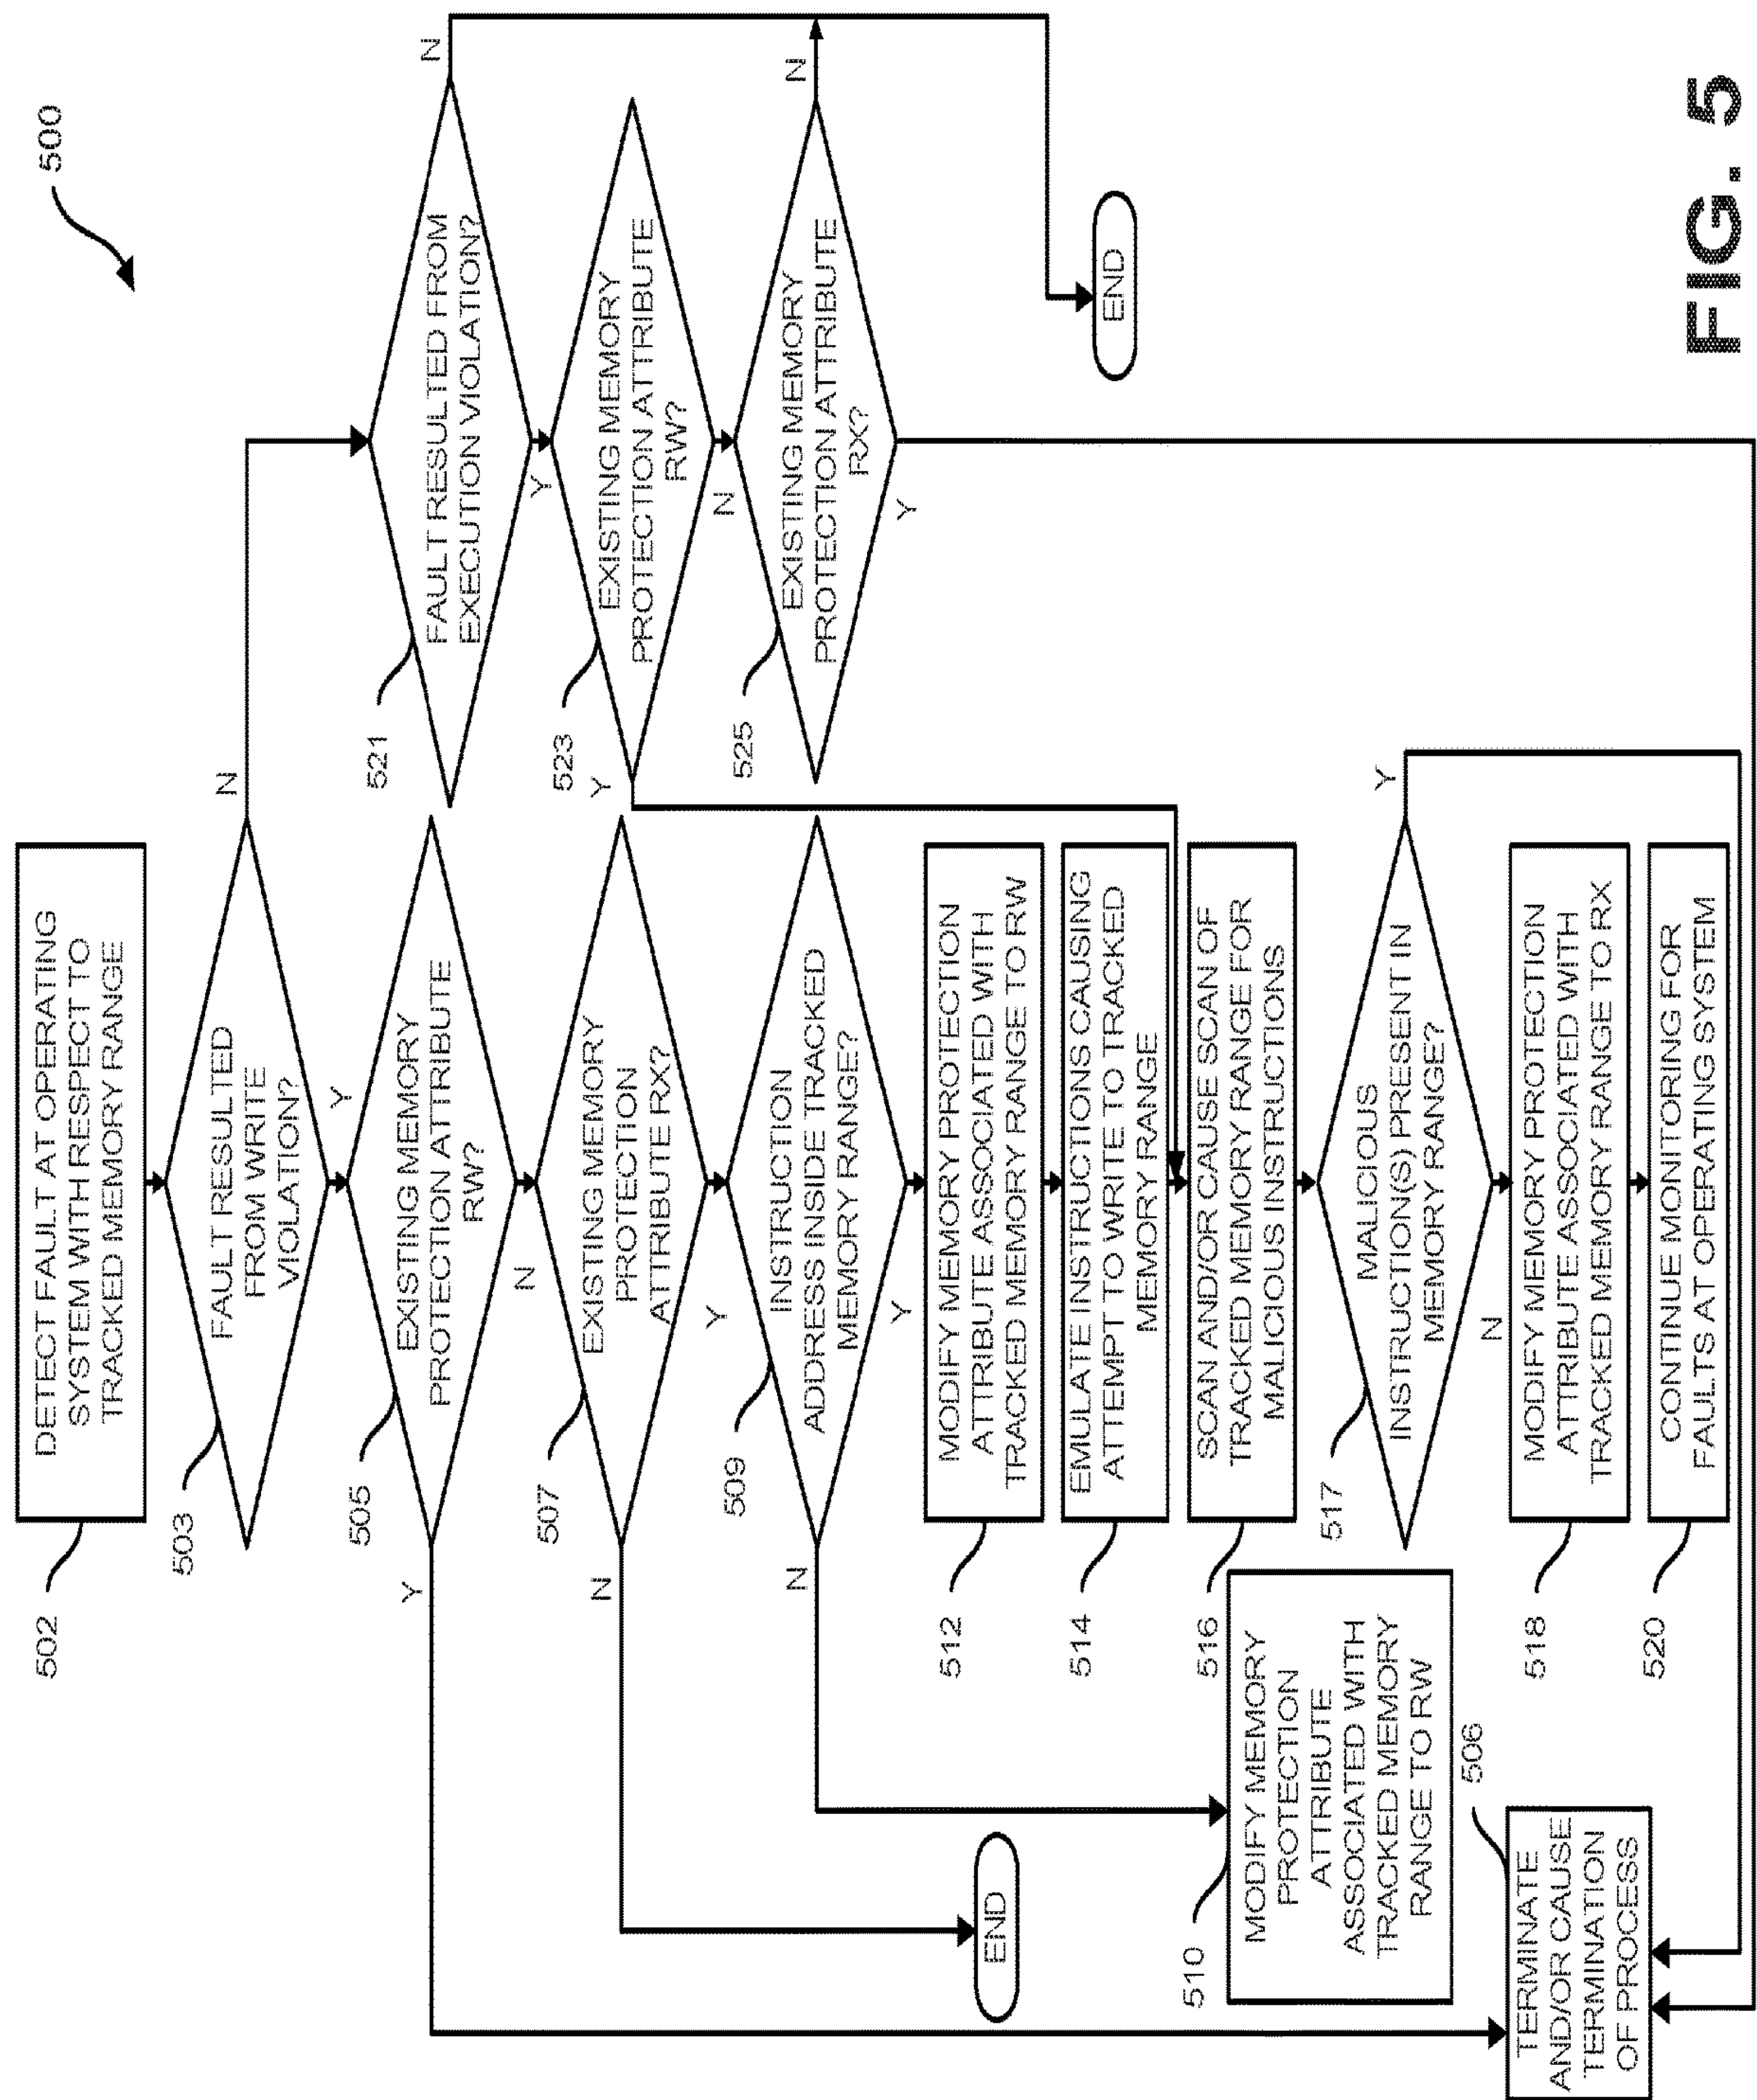 500
502
DETECT FAULT AT OPERATING
SYSTEM WITH RESPECT TO
TRACKED MEMORY RANGE
503
FAULT RESULTED
FROM WRITE
VIOLATION?
N
Y
505
EXISTING MEMORY
PROTECTION ATTRIBUTE
RW?
Y
N
507
EXISTING MEMORY
PROTECTION
ATTRIBUTE RX?
N
Y
509
INSTRUCTION
ADDRESS INSIDE TRACKED
MEMORY RANGE?
N
Y
512
MODIFY MEMORY PROTECTION
ATTRIBUTE ASSOCIATED WITH
TRACKED MEMORY RANGE TO RW
514
EMULATE INSTRUCTIONS CAUSING
ATTEMPT TO WRITE TO TRACKED
MEMORY RANGE
516
SCAN AND/OR CAUSE SCAN OF
TRACKED MEMORY RANGE FOR
MALICIOUS INSTRUCTIONS
517
MALICIOUS
INSTRUCTION(S) PRESENT IN
MEMORY RANGE?
Y
N
518
MODIFY MEMORY PROTECTION
ATTRIBUTE ASSOCIATED WITH
TRACKED MEMORY RANGE TO RX
520
CONTINUE MONITORING FOR
FAULTS AT OPERATING SYSTEM
END
510
MODIFY MEMORY
PROTECTION
ATTRIBUTE
ASSOCIATED WITH
TRACKED MEMORY
RANGE TO RW
506
TERMINATE
AND/OR CAUSE
TERMINATION
OF PROCESS
521
FAULT RESULTED FROM
EXECUTION VIOLATION?
N
Y
523
EXISTING MEMORY
PROTECTION ATTRIBUTE
RW?
Y
N
525
EXISTING MEMORY
PROTECTION ATTRIBUTE
RX?
N
Y
END
FIG. 5